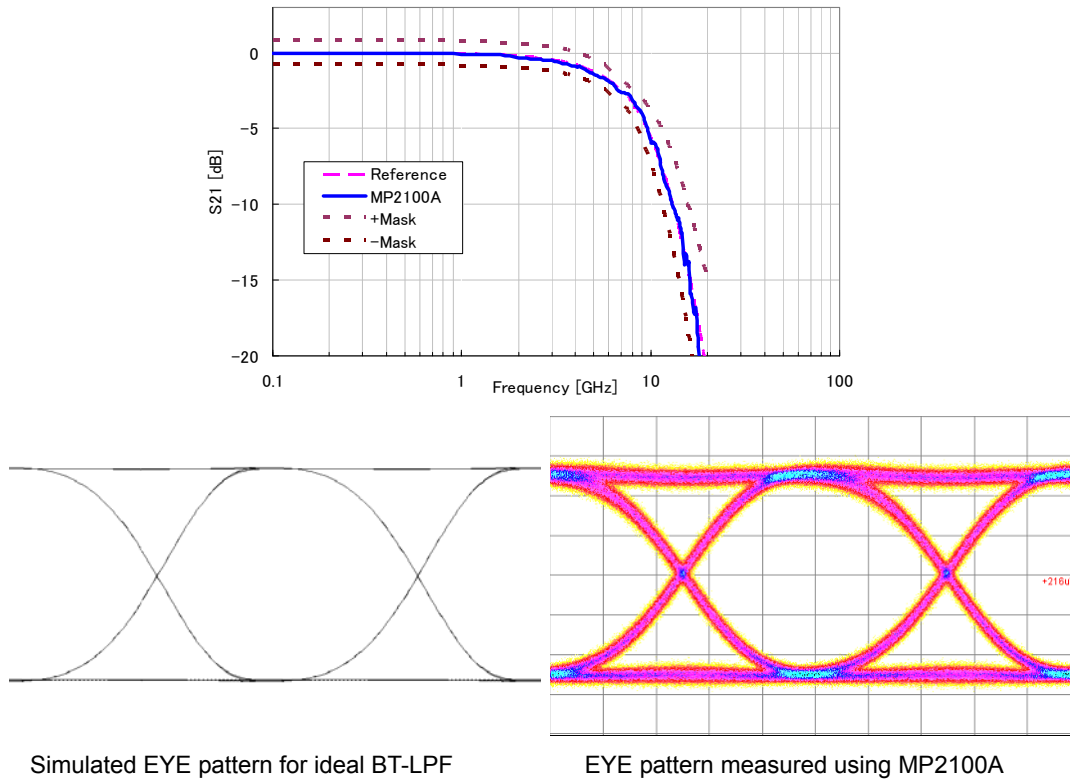 0
−5
−10
−15
−20
S21 [dB]
Reference
MP2100A
+Mask
−Mask
0.1
1
10
100
Frequency [GHz]
+216u
Simulated EYE pattern for ideal BT-LPF
EYE pattern measured using MP2100A